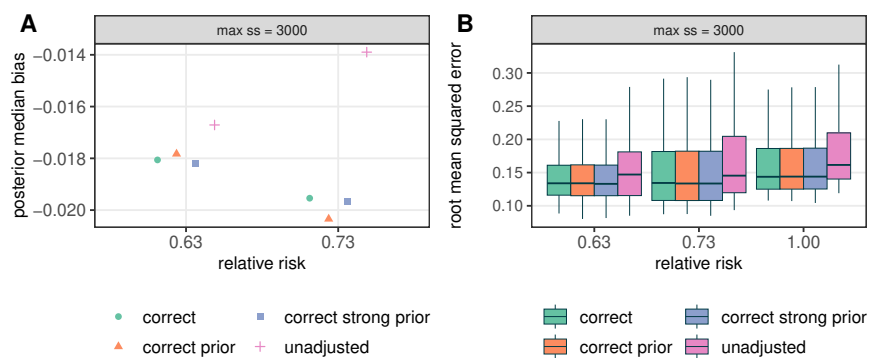 A
max ss = 3000
posterior median bias
−0.014
−0.016
−0.018
−0.020
0.63
0.73
relative risk
correct
correct strong prior
correct prior
unadjusted
B
max ss = 3000
root mean squared error
0.30
0.25
0.20
0.15
0.10
0.63
0.73
1.00
relative risk
correct
correct strong prior
correct prior
unadjusted